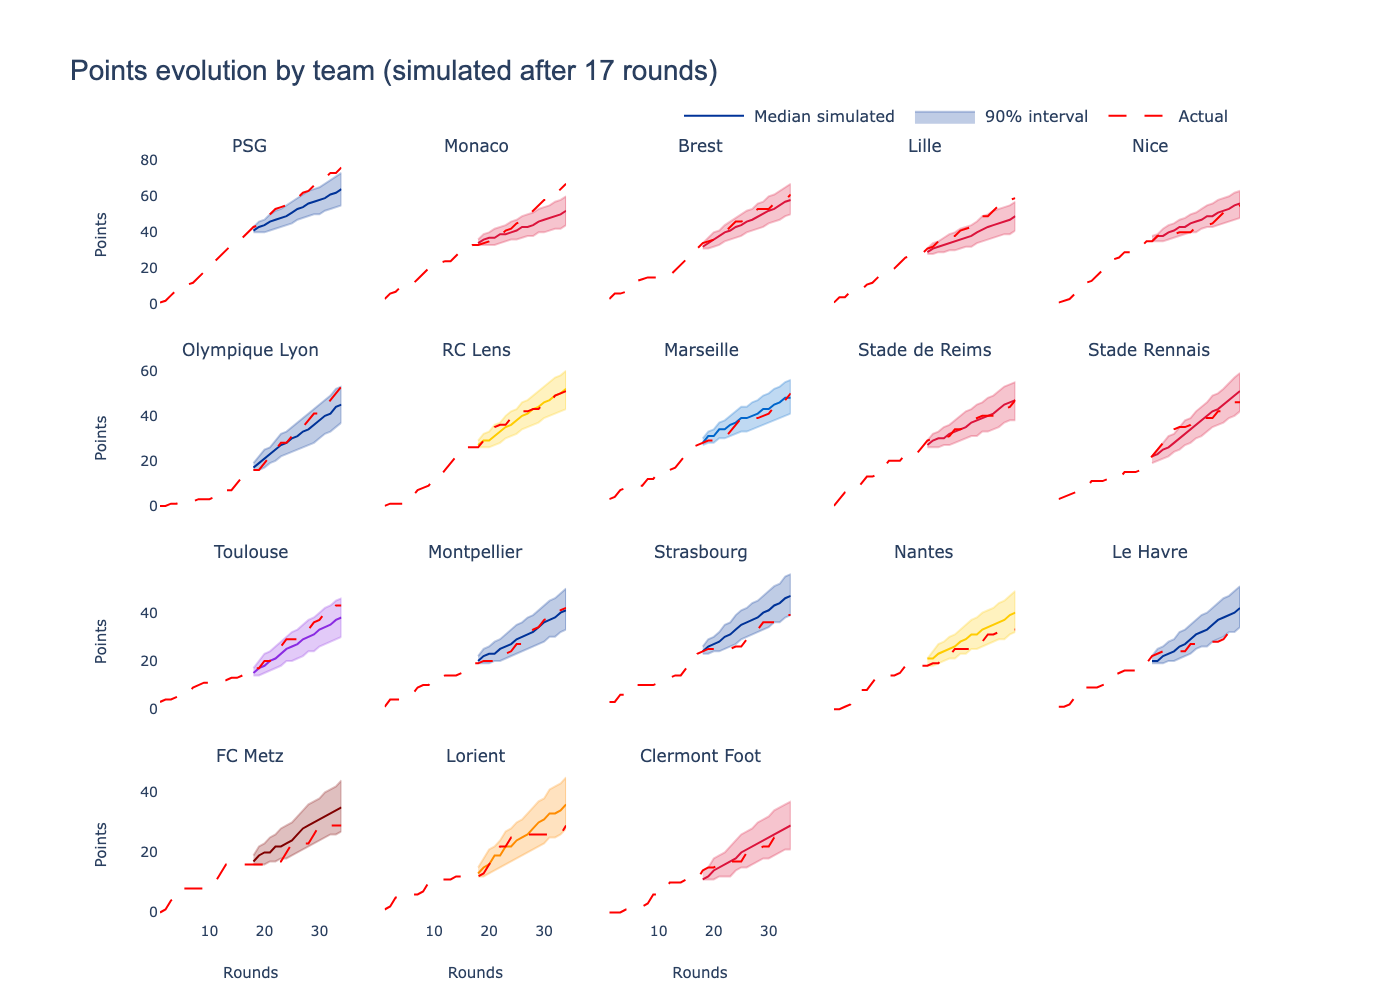 Points evolution by team (simulated after 17 rounds)
Median simulated 90% interval Actual
PSG Monaco Brest Lille Nice
80
60
40
20
0
Points
Olympique Lyon RC Lens Marseille Stade de Reims Stade Rennais
60
40
20
0
Points
Toulouse Montpellier Strasbourg Nantes Le Havre
40
20
0
Points
FC Metz Lorient Clermont Foot
40
20
0
Points
10 20 30 10 20 30 10 20 30
Rounds Rounds Rounds